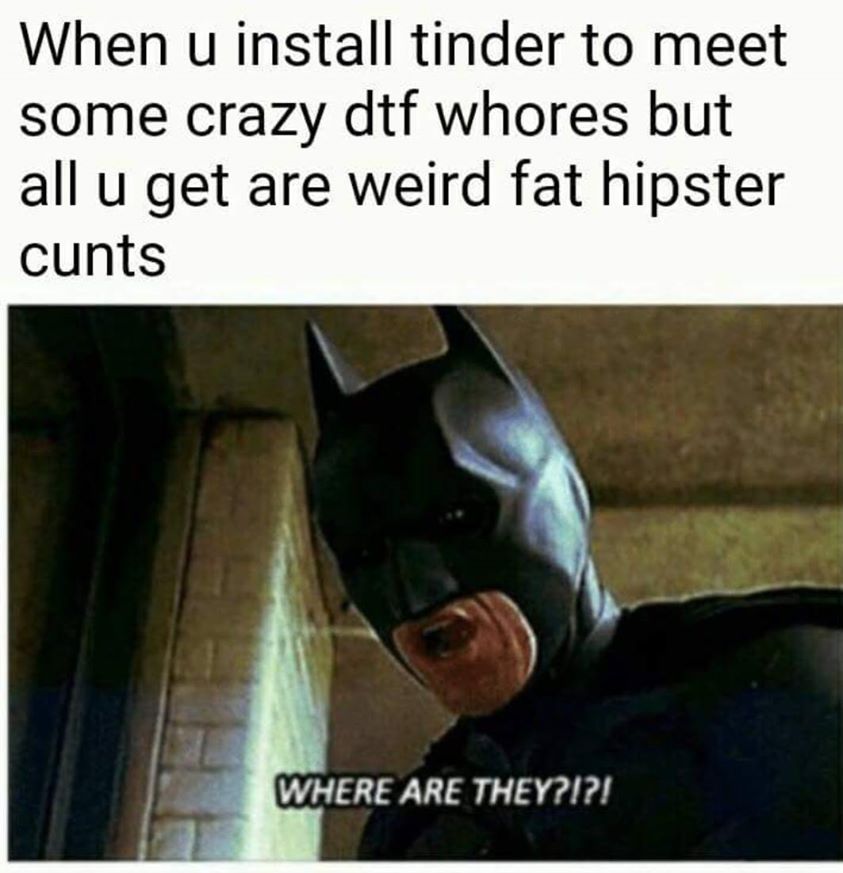 When u install tinder to meet
some crazy dtf whores but
all u get are weird fat hipster
cunts
WHERE ARE THEY?!?!